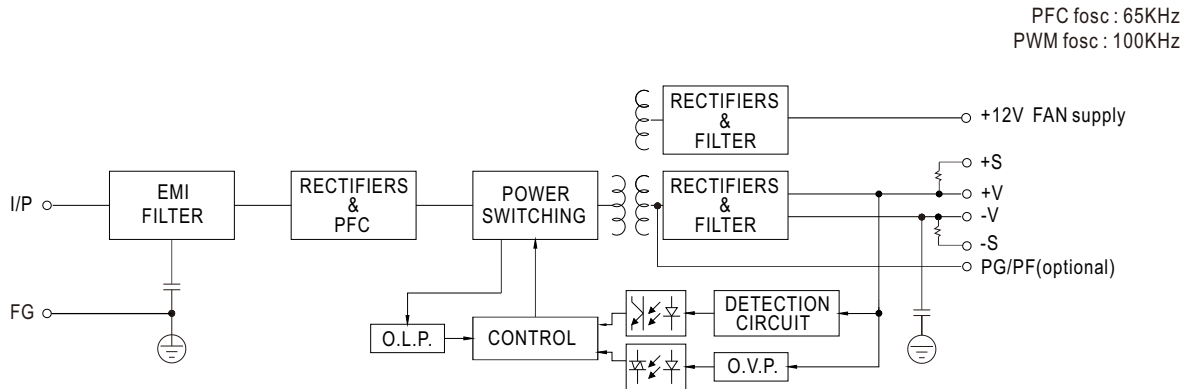 PFC fosc : 65KHz
PWM fosc : 100KHz
RECTIFIERS
&
FILTER
+12V FAN supply
I/P
EMI
FILTER
RECTIFIERS
&
PFC
POWER
SWITCHING
RECTIFIERS
&
FILTER
+S
+V
-V
-S
PG/PF(optional)
FG
O.L.P.
CONTROL
DETECTION
CIRCUIT
O.V.P.